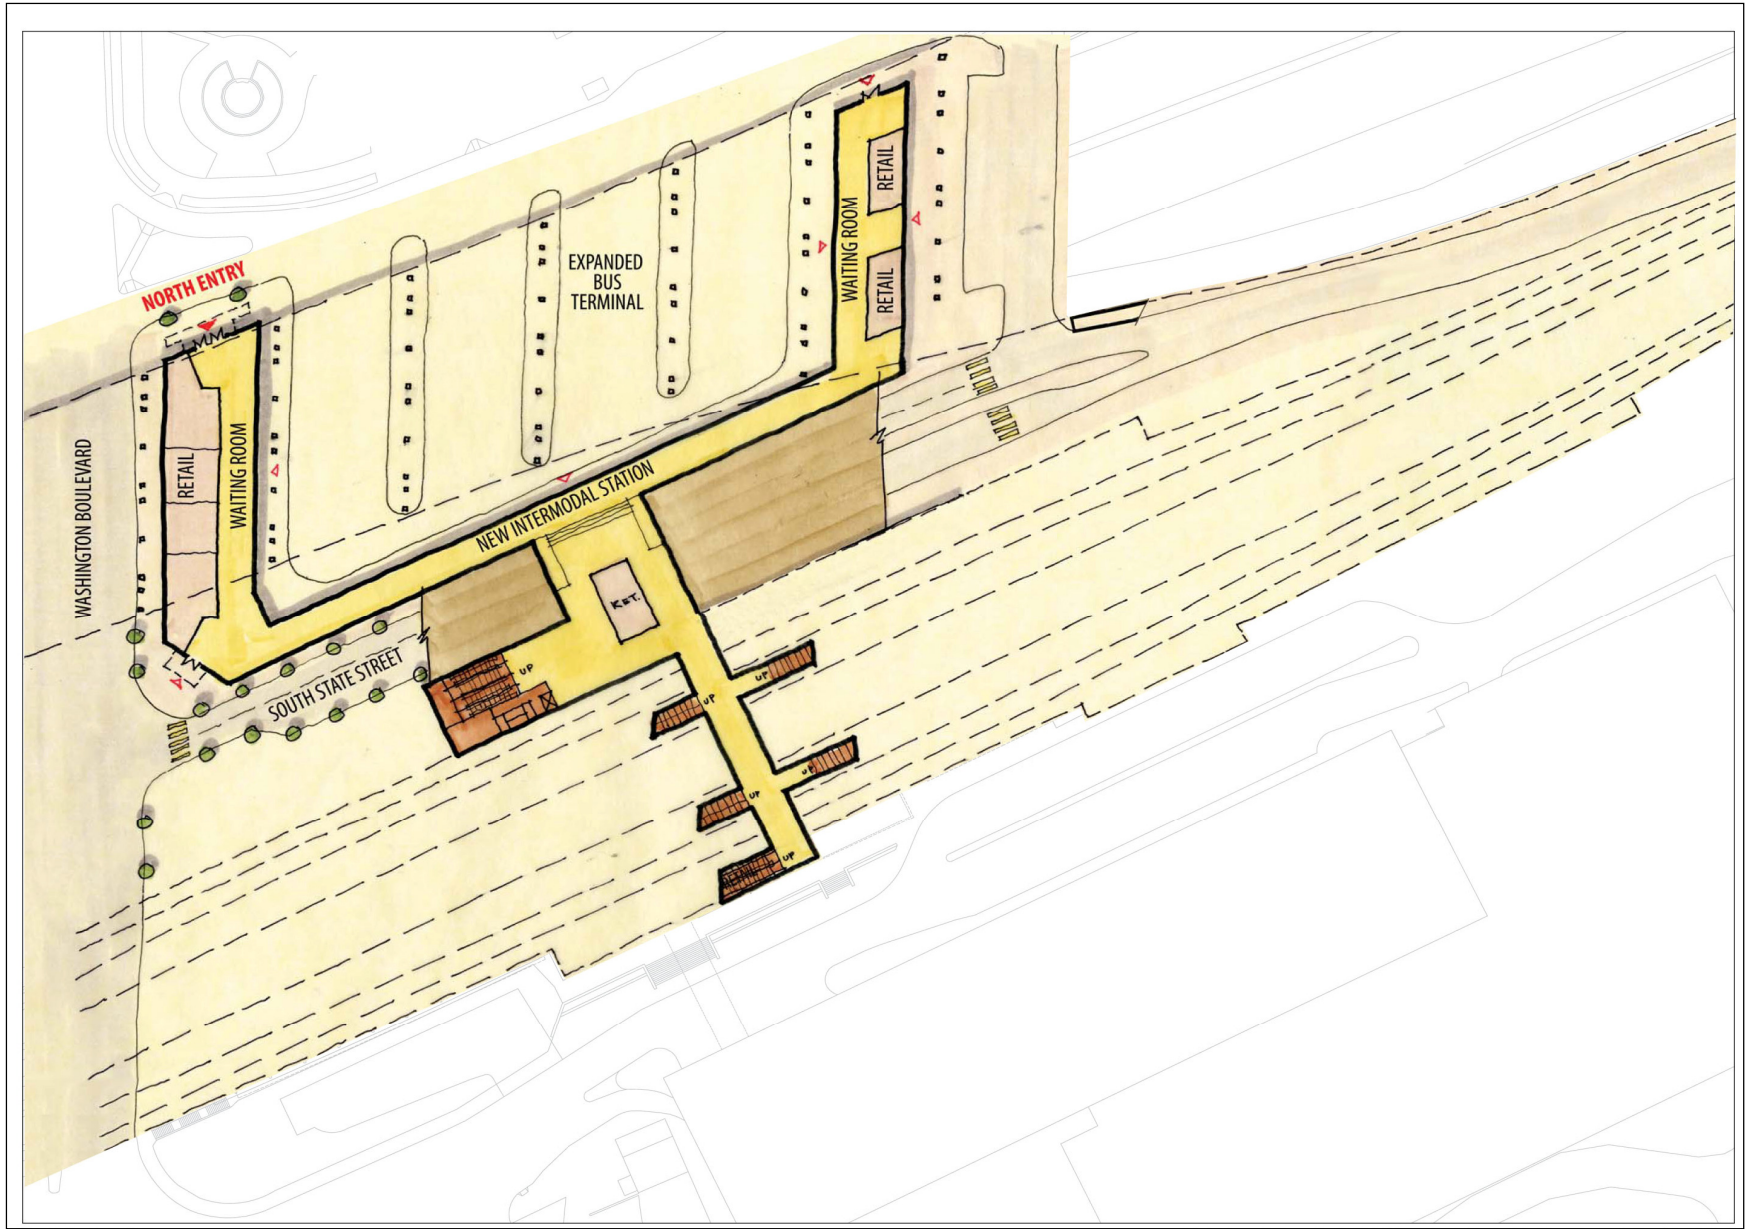 RETAIL
WAITING ROOM
RETAIL
NORTH ENTRY
EXPANDED
BUS
TERMINAL
WASHINGTON BOULEVARD
RETAIL
WAITING ROOM
NEW INTERMODAL STATION
SOUTH STATE STREET
UP
UP
UP
UP
UP
UP